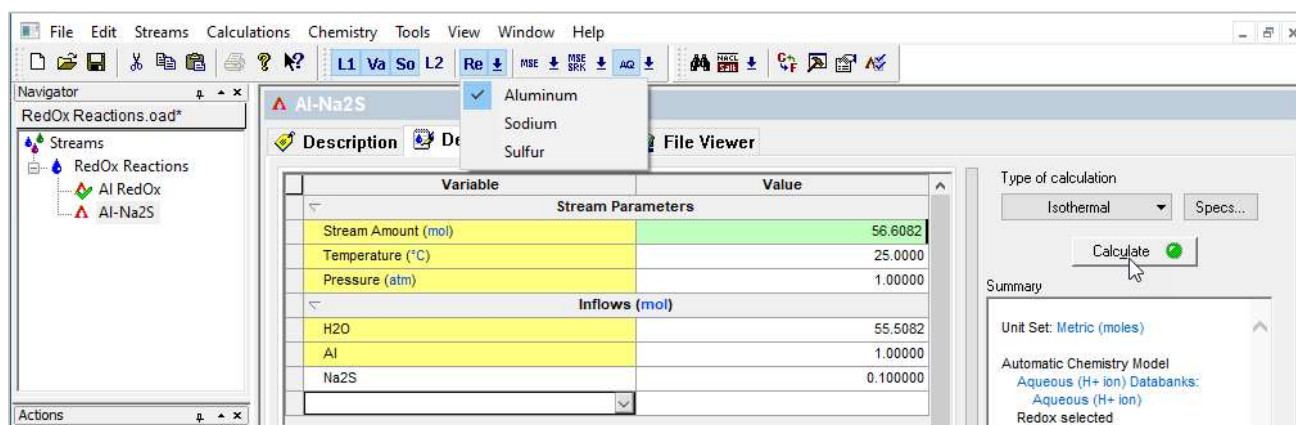 File Edit Streams Calculations Chemistry Tools View Window Help
L1 Va So L2 Re MSE MSE SRK AQ NACL Salt C F
Navigator
RedOx Reactions.oad*
Streams
RedOx Reactions
Al RedOx
Al-Na2S
Actions
Al-Na2S
Aluminum
Sodium
Sulfur
Description De File Viewer
Variable Value
Stream Parameters
Stream Amount (mol) 56.6082
Temperature (°C) 25.0000
Pressure (atm) 1.00000
Inflows (mol)
H2O 55.5082
Al 1.00000
Na2S 0.100000
Type of calculation
Isothermal Specs...
Calculate
Summary
Unit Set: Metric (moles)
Automatic Chemistry Model
Aqueous (H+ ion) Databanks:
Aqueous (H+ ion)
Redox selected